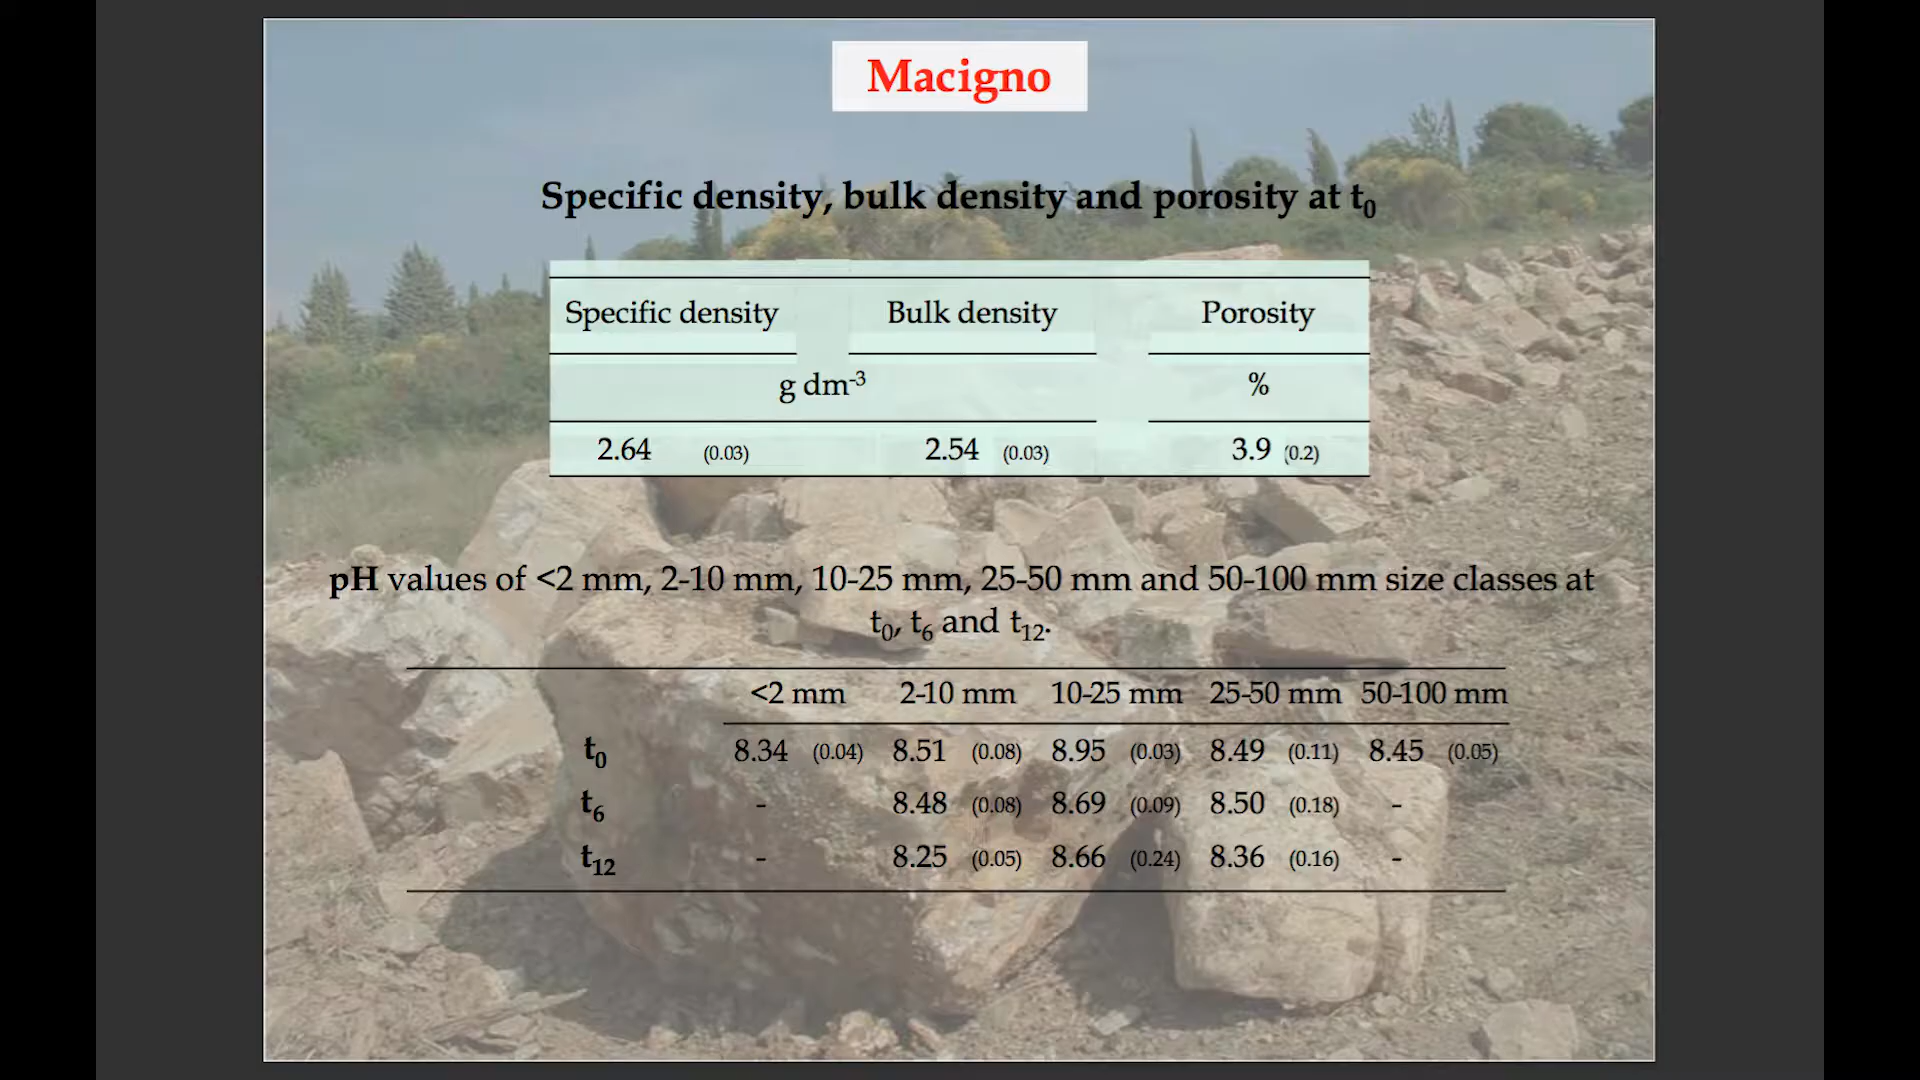 Macigno
Specific density, bulk density and porosity at t0
Specific density Bulk density Porosity
g dm-3 %
2.64 (0.03) 2.54 (0.03) 3.9 (0.2)
pH values of <2 mm, 2-10 mm, 10-25 mm, 25-50 mm and 50-100 mm size classes at
t0, t6 and t12.
<2 mm 2-10 mm 10-25 mm 25-50 mm 50-100 mm
t0 8.34 (0.04) 8.51 (0.08) 8.95 (0.03) 8.49 (0.11) 8.45 (0.05)
t6 - 8.48 (0.08) 8.69 (0.09) 8.50 (0.18) -
t12 - 8.25 (0.05) 8.66 (0.24) 8.36 (0.16) -